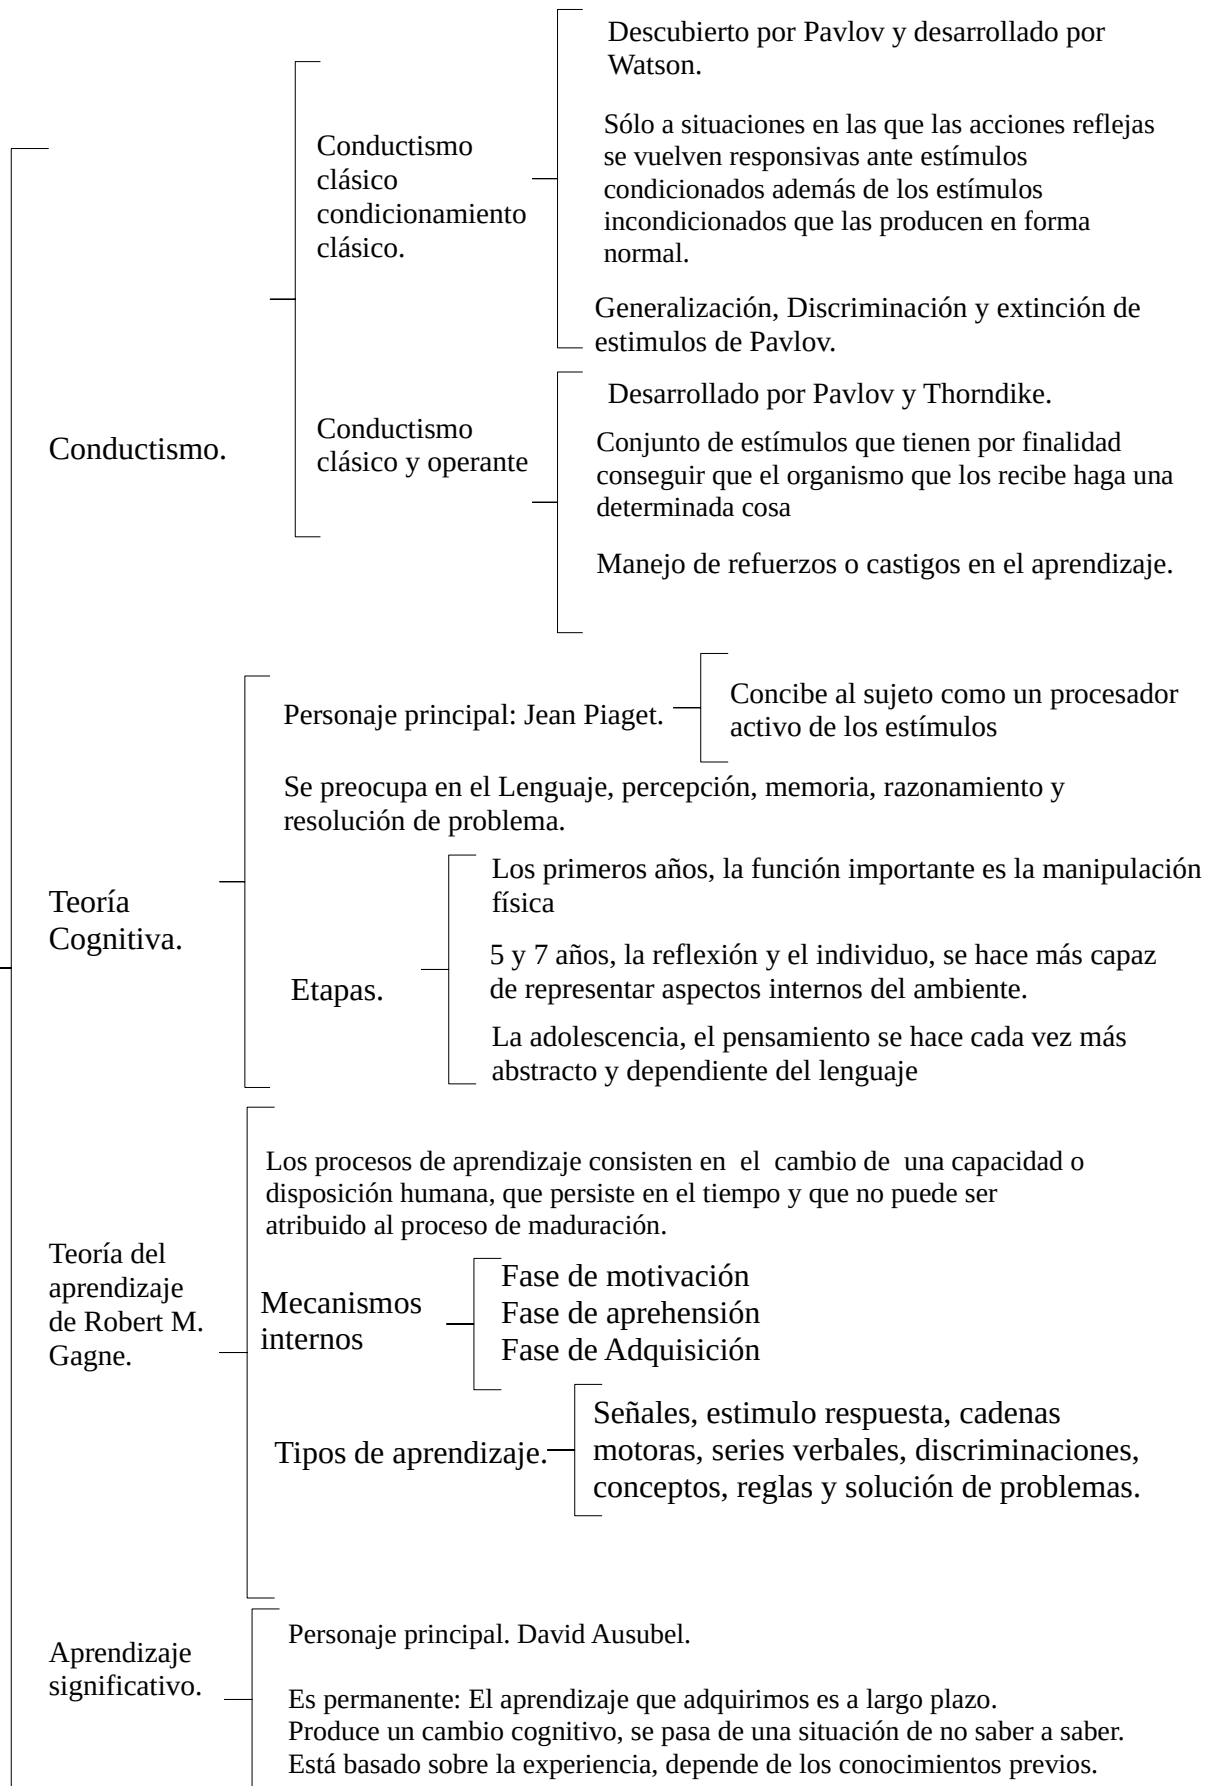 Conductismo.
Conductismo
clásico
condicionamiento
clásico.
Descubierto por Pavlov y desarrollado por
Watson.
Sólo a situaciones en las que las acciones reflejas
se vuelven responsivas ante estímulos
condicionados además de los estímulos
incondicionados que las producen en forma
normal.
Generalización, Discriminación y extinción de
estimulos de Pavlov.
Conductismo
clásico y operante
Desarrollado por Pavlov y Thorndike.
Conjunto de estímulos que tienen por finalidad
conseguir que el organismo que los recibe haga una
determinada cosa
Manejo de refuerzos o castigos en el aprendizaje.
Teoría
Cognitiva.
Personaje principal: Jean Piaget.
Concibe al sujeto como un procesador
activo de los estímulos
Se preocupa en el Lenguaje, percepción, memoria, razonamiento y
resolución de problema.
Etapas.
Los primeros años, la función importante es la manipulación
física
5 y 7 años, la reflexión y el individuo, se hace más capaz
de representar aspectos internos del ambiente.
La adolescencia, el pensamiento se hace cada vez más
abstracto y dependiente del lenguaje
Teoría del
aprendizaje
de Robert M.
Gagne.
Los procesos de aprendizaje consisten en el cambio de una capacidad o
disposición humana, que persiste en el tiempo y que no puede ser
atribuido al proceso de maduración.
Mecanismos
internos
Fase de motivación
Fase de aprehensión
Fase de Adquisición
Tipos de aprendizaje.
Señales, estimulo respuesta, cadenas
motoras, series verbales, discriminaciones,
conceptos, reglas y solución de problemas.
Aprendizaje
significativo.
Personaje principal. David Ausubel.
Es permanente: El aprendizaje que adquirimos es a largo plazo.
Produce un cambio cognitivo, se pasa de una situación de no saber a saber.
Está basado sobre la experiencia, depende de los conocimientos previos.